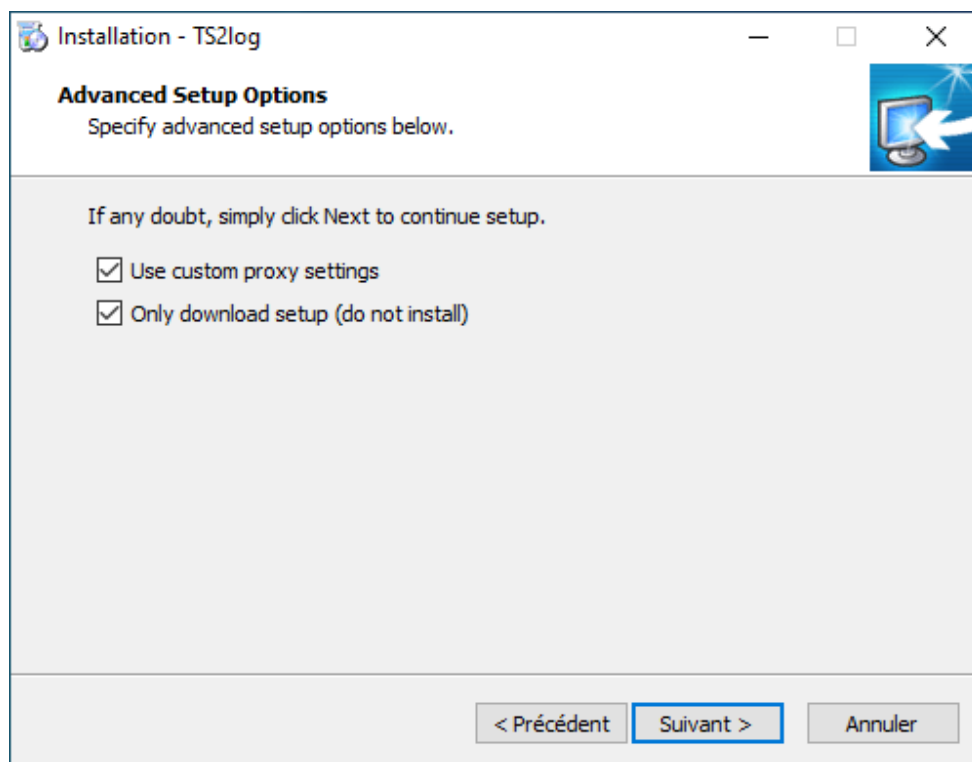 Installation - TS2log
Advanced Setup Options
Specify advanced setup options below.
If any doubt, simply click Next to continue setup.
Use custom proxy settings
Only download setup (do not install)
< Précédent
Suivant >
Annuler